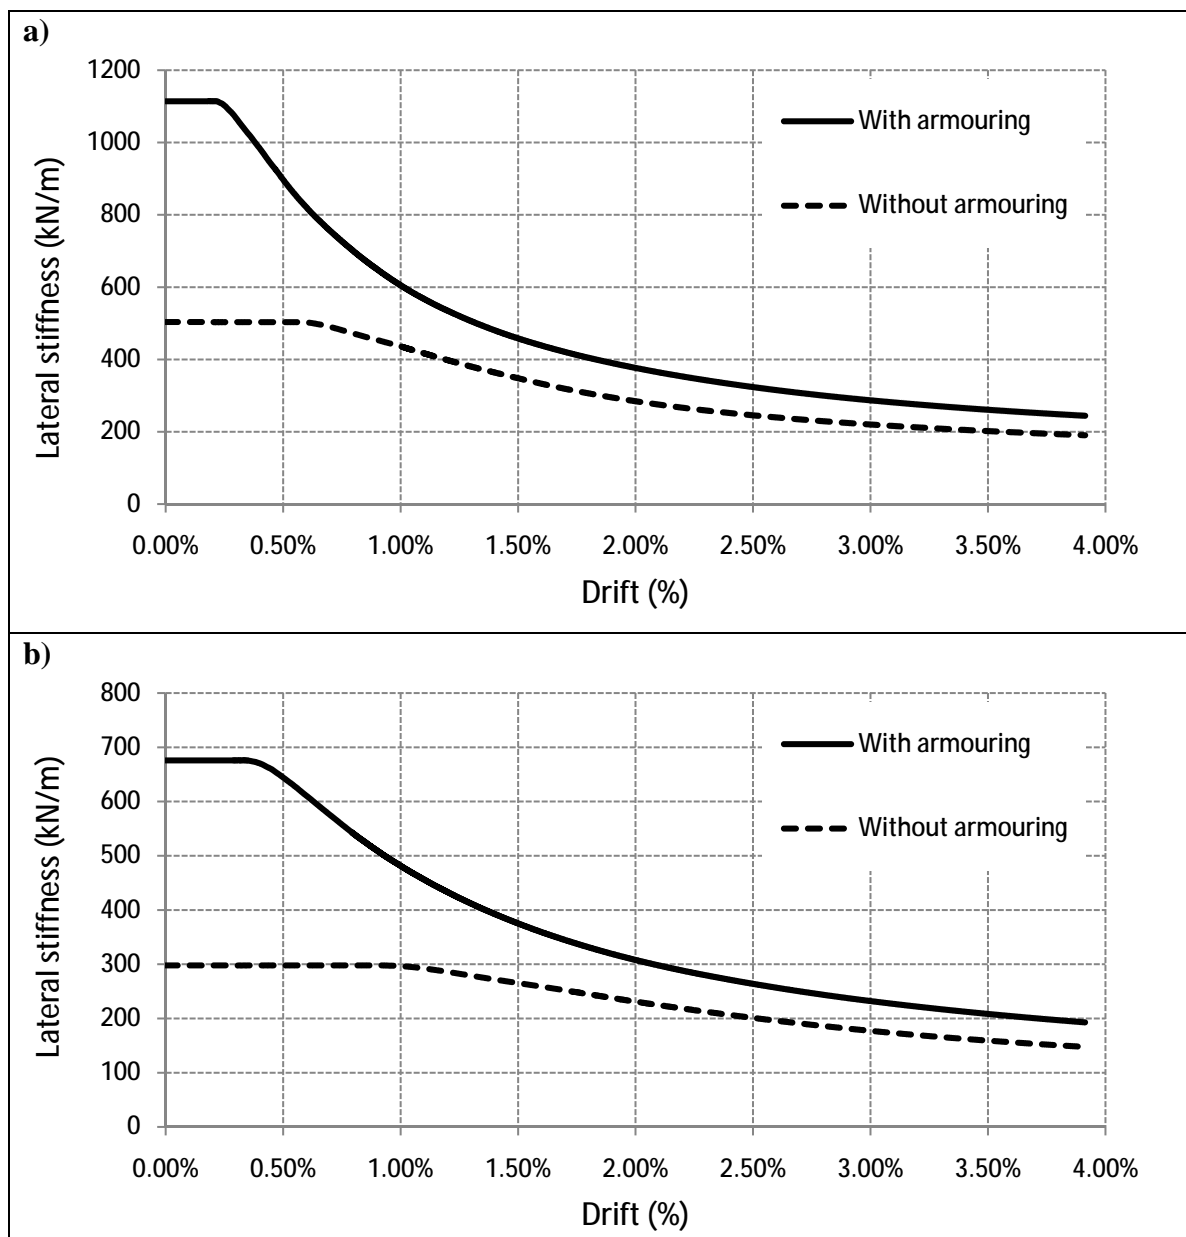 a)
1200
1000
800
600
400
200
0
Lateral stiffness (kN/m)
With armouring
Without armouring
0.00% 0.50% 1.00% 1.50% 2.00% 2.50% 3.00% 3.50% 4.00%
Drift (%)
b)
800
700
600
500
400
300
200
100
0
Lateral stiffness (kN/m)
With armouring
Without armouring
0.00% 0.50% 1.00% 1.50% 2.00% 2.50% 3.00% 3.50% 4.00%
Drift (%)